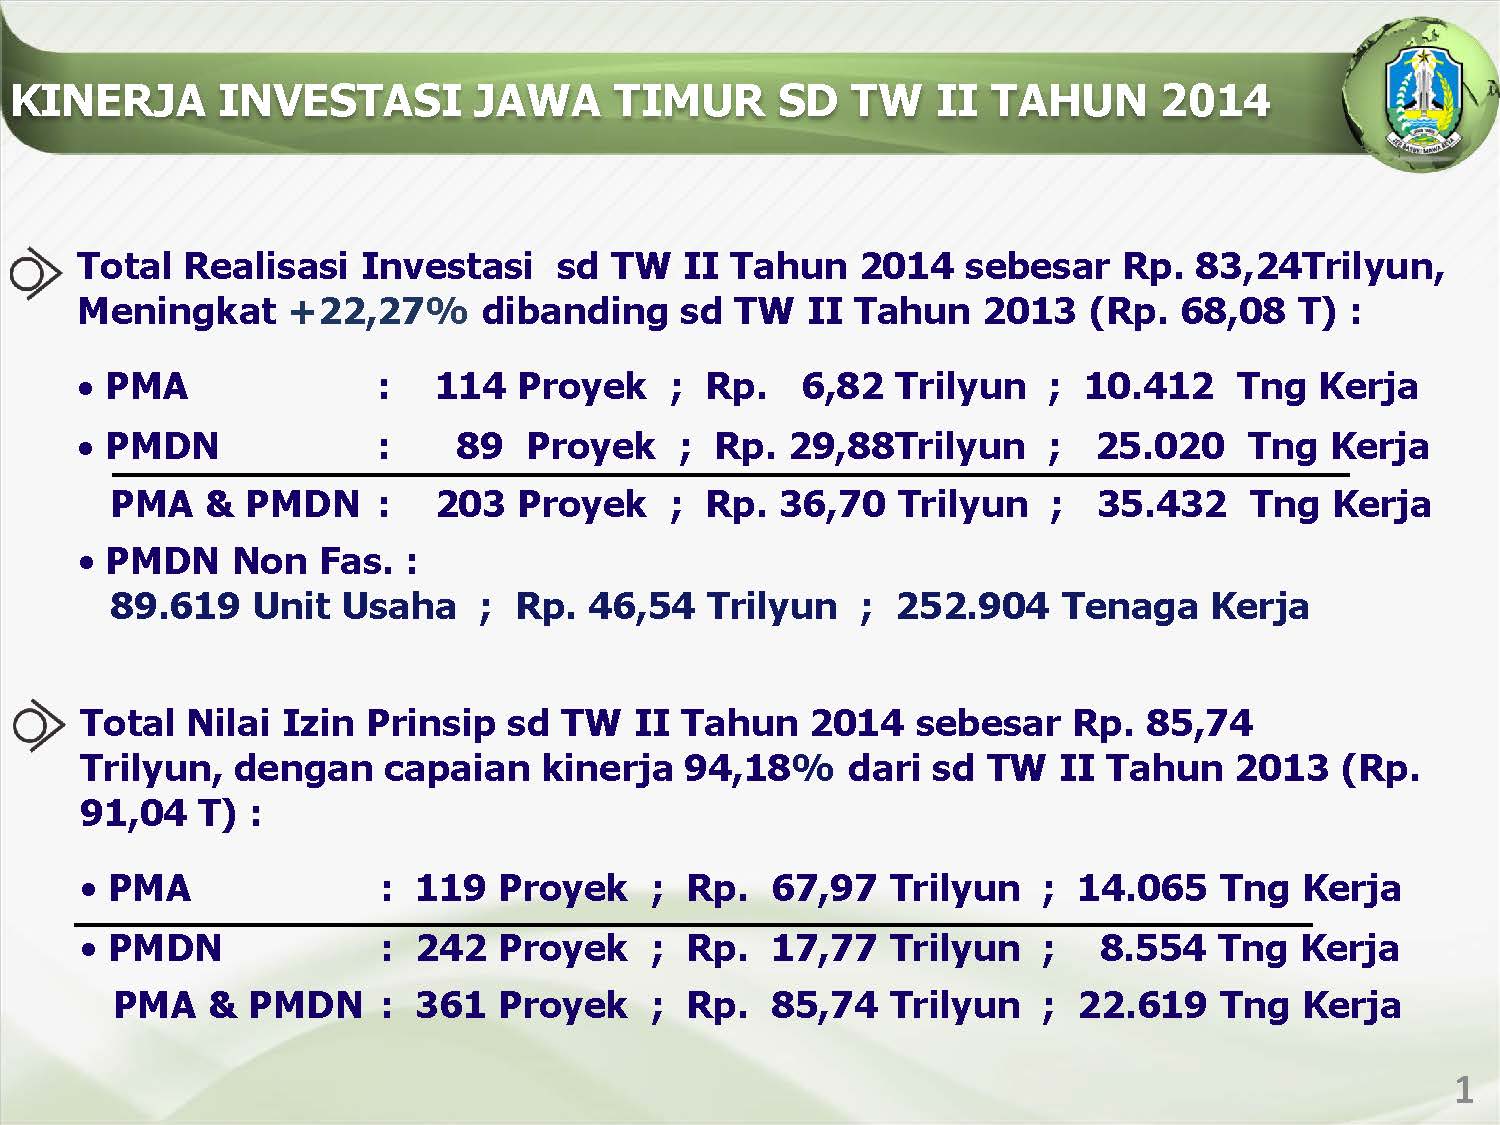 KINERJA INVESTASI JAWA TIMUR SD TW II TAHUN 2014
Total Realisasi Investasi sd TW II Tahun 2014 sebesar Rp. 83,24Trilyun,
Meningkat +22,27% dibanding sd TW II Tahun 2013 (Rp. 68,08 T) :
• PMA : 114 Proyek ; Rp. 6,82 Trilyun ; 10.412 Tng Kerja
• PMDN : 89 Proyek ; Rp. 29,88Trilyun ; 25.020 Tng Kerja
PMA & PMDN : 203 Proyek ; Rp. 36,70 Trilyun ; 35.432 Tng Kerja
• PMDN Non Fas. :
89.619 Unit Usaha ; Rp. 46,54 Trilyun ; 252.904 Tenaga Kerja
Total Nilai Izin Prinsip sd TW II Tahun 2014 sebesar Rp. 85,74
Trilyun, dengan capaian kinerja 94,18% dari sd TW II Tahun 2013 (Rp.
91,04 T) :
• PMA : 119 Proyek ; Rp. 67,97 Trilyun ; 14.065 Tng Kerja
• PMDN : 242 Proyek ; Rp. 17,77 Trilyun ; 8.554 Tng Kerja
PMA & PMDN : 361 Proyek ; Rp. 85,74 Trilyun ; 22.619 Tng Kerja
1